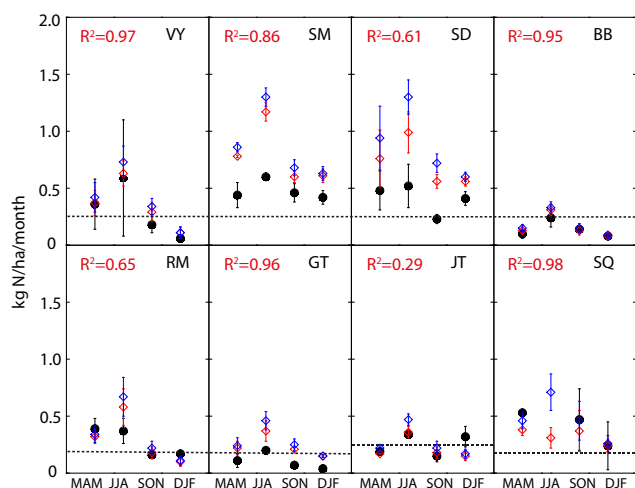 2.0
1.5
1.0
0.5
0
R²=0.97 VY
R²=0.86 SM
R²=0.61 SD
R²=0.95 BB
kg N/ha/month
1.5
1.0
0.5
0
R²=0.65 RM
R²=0.96 GT
R²=0.29 JT
R²=0.98 SQ
MAM JJA SON DJF MAM JJA SON DJF MAM JJA SON DJF MAM JJA SON DJF